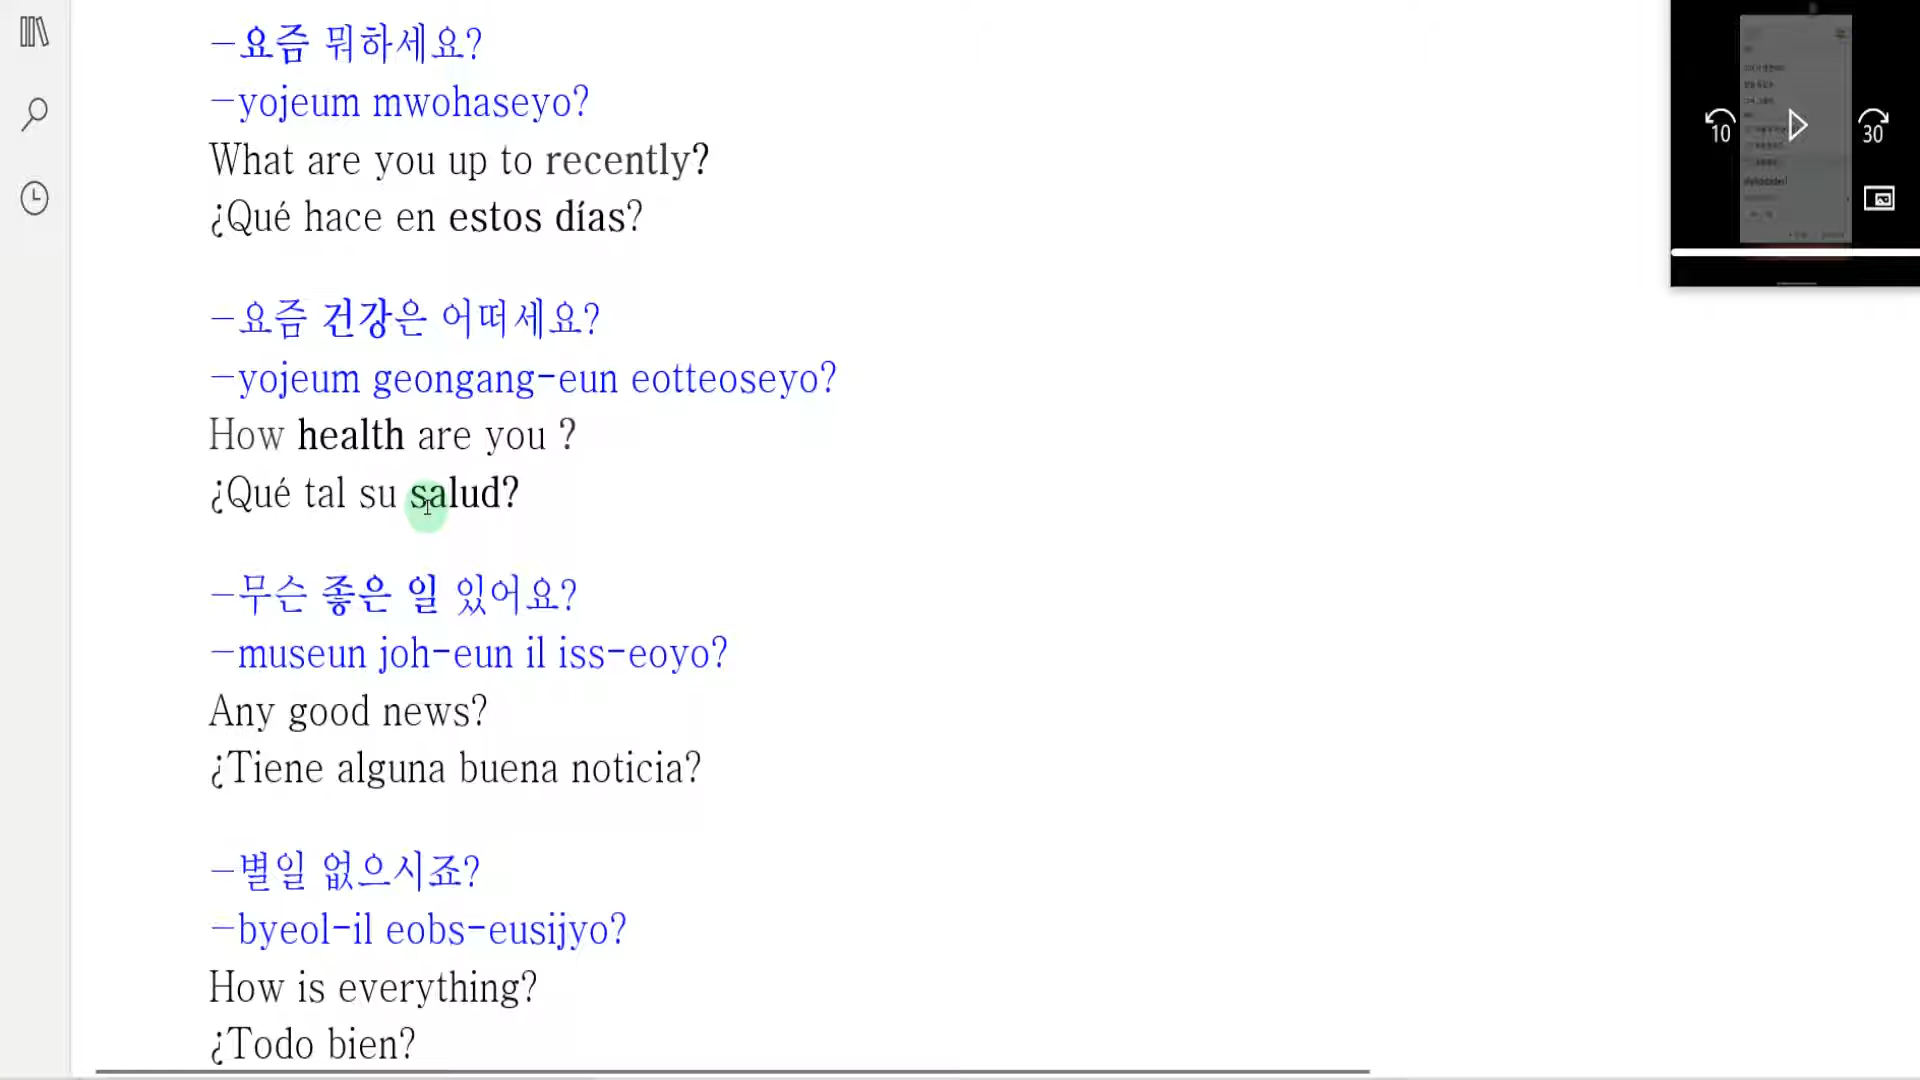 -요즘 뭐하세요?
-yojeum mwohaseyo?
What are you up to recently?
¿Qué hace en estos días?
-요즘 건강은 어떠세요?
-yojeum geongang-eun eotteoseyo?
How health are you ?
¿Qué tal su salud?
-무슨 좋은 일 있어요?
-museun joh-eun il iss-eoyo?
Any good news?
¿Tiene alguna buena noticia?
-별일 없으시죠?
-byeol-il eobs-eusijyo?
How is everything?
¿Todo bien?
10
30